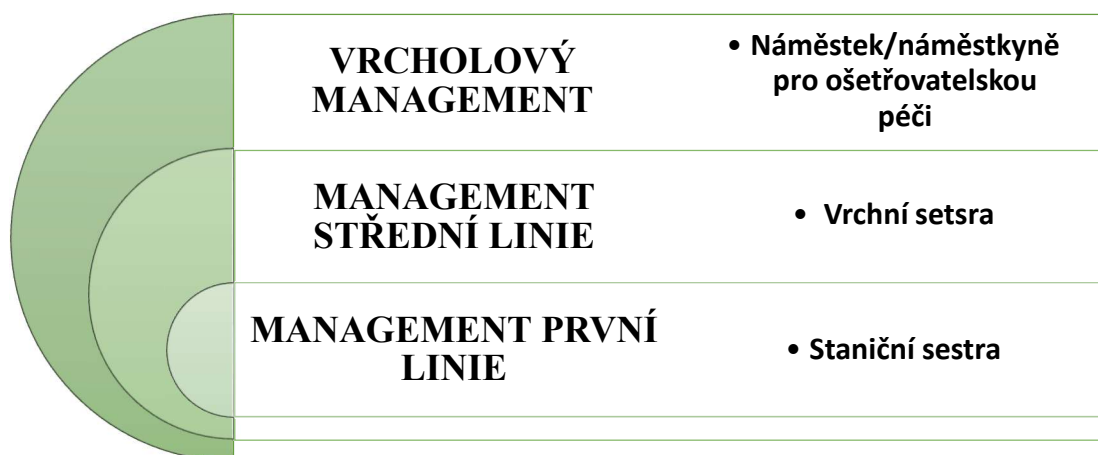 VRCHOLOVÝ
MANAGEMENT
• Náměstek/náměstkyně
pro ošetřovatelskou
péči
MANAGEMENT
STŘEDNÍ LINIE
• Vrchní setsra
MANAGEMENT PRVNÍ
LINIE
• Staniční sestra